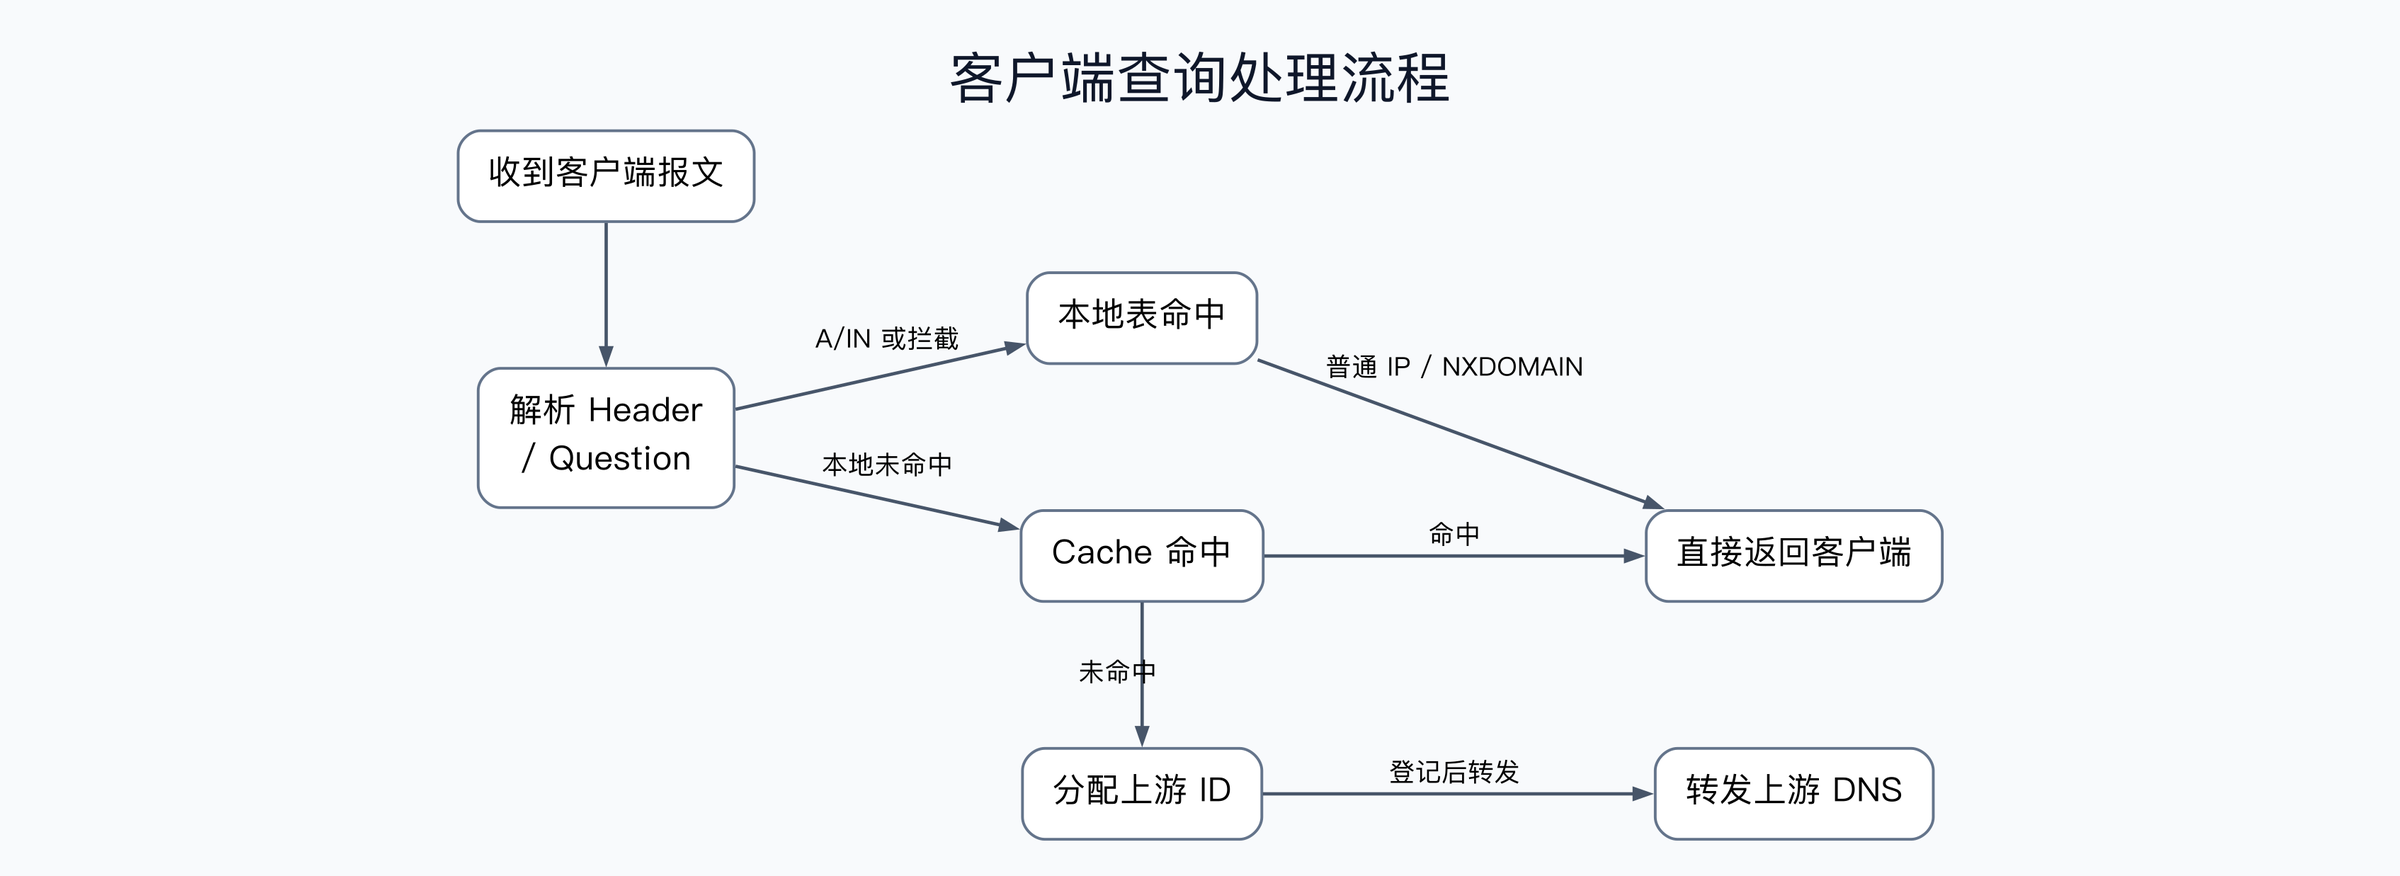 客户端查询处理流程
收到客户端报文
本地表命中
A/IN 或拦截
普通 IP / NXDOMAIN
解析 Header
/ Question
本地未命中
Cache 命中
命中
直接返回客户端
未命中
分配上游 ID
登记后转发
转发上游 DNS